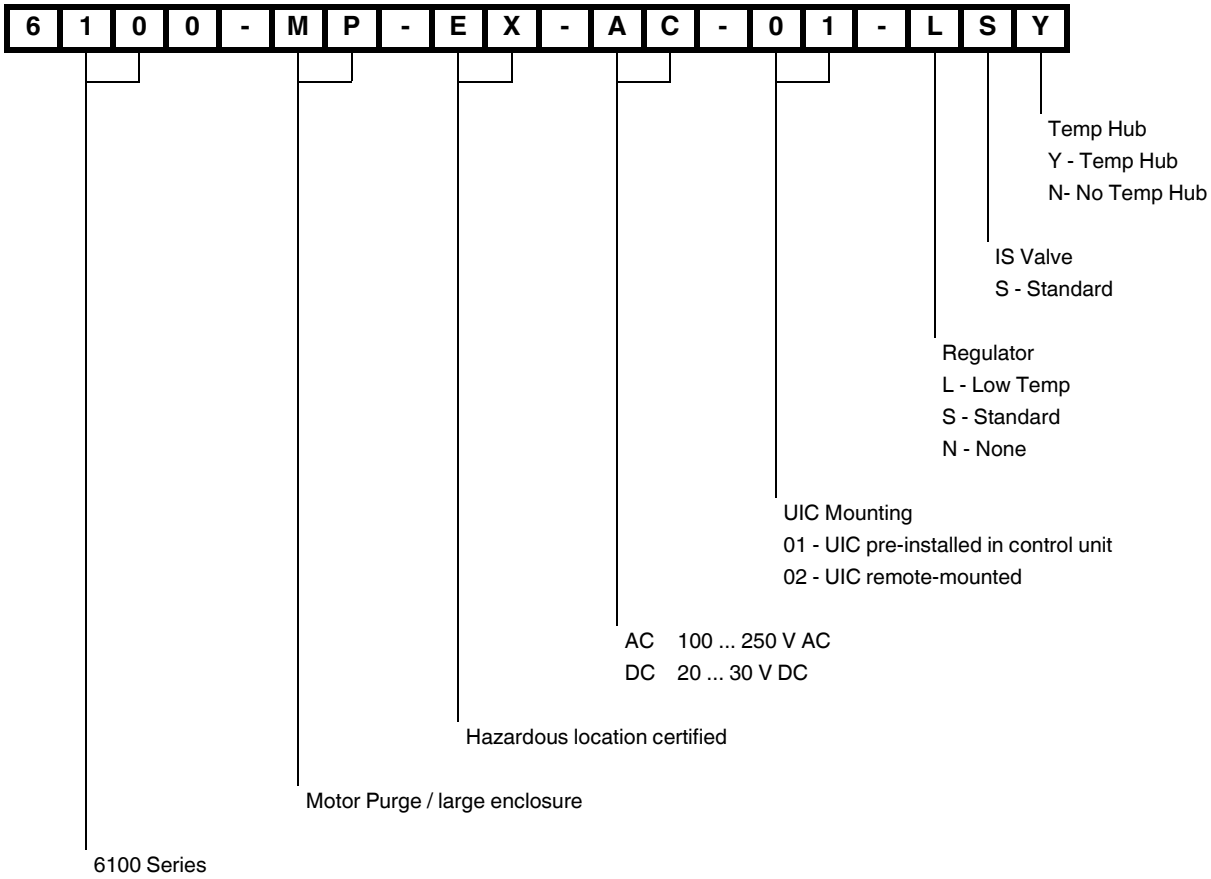 6 1 0 0 - M P - E X - A C - 0 1 - L S Y
Temp Hub
Y - Temp Hub
N- No Temp Hub
IS Valve
S - Standard
Regulator
L - Low Temp
S - Standard
N - None
UIC Mounting
01 - UIC pre-installed in control unit
02 - UIC remote-mounted
AC 100 ... 250 V AC
DC 20 ... 30 V DC
Hazardous location certified
Motor Purge / large enclosure
6100 Series